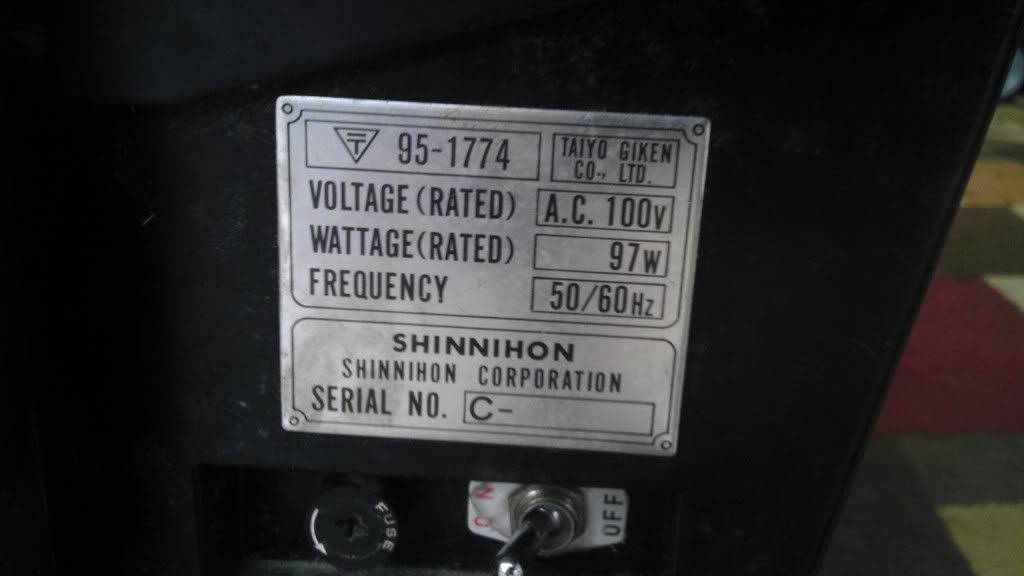 〒 95-1774
TAIYO GIKEN
CO., LTD.
VOLTAGE (RATED) A.C. 100V
WATTAGE (RATED) 97W
FREQUENCY 50/60Hz
SHINNIHON
SHINNIHON CORPORATION
SERIAL NO. C-
FUSE
ON
OFF